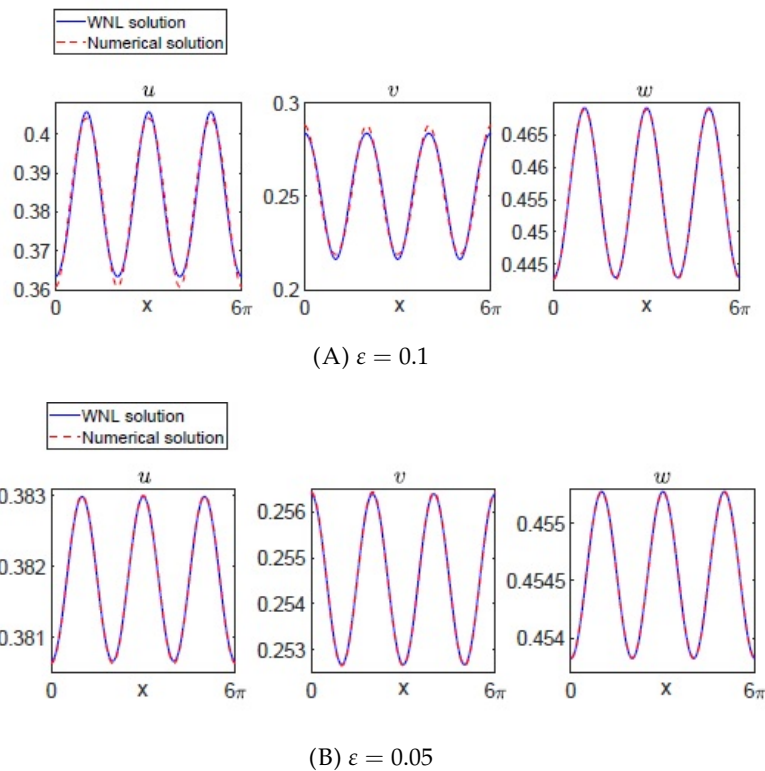 WNL solution
Numerical solution
u
v
w
0.4
0.39
0.38
0.37
0.36
0
x
6π
0.3
0.25
0.2
0
x
6π
0.465
0.46
0.455
0.45
0.445
0
x
6π
(A) ε = 0.1
WNL solution
Numerical solution
u
v
w
0.383
0.382
0.381
0
x
6π
0.256
0.255
0.254
0.253
0
x
6π
0.455
0.4545
0.454
0
x
6π
(B) ε = 0.05